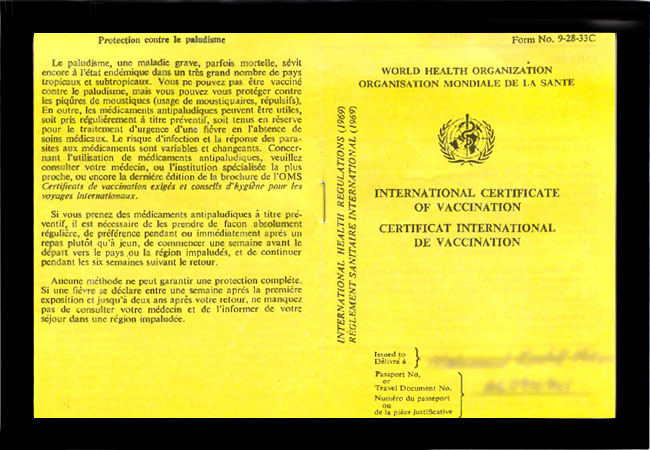 Protection contre le paludisme
Le paludisme, une maladie grave, parfois mortelle, sévit
encore à l'état endémique dans un très grand nombre de pays
tropicaux et subtropicaux. Vous ne pouvez pas être vacciné
contre le paludisme, mais vous pouvez vous protéger contre
les piqûres de moustiques (usage de moustiquaires, répulsifs).
En outre, les médicaments antipaludiques peuvent être utiles,
soit pris régulièrement à titre préventif, soit tenus en réserve
pour le traitement d'urgence d'une fièvre en l'absence de
soins médicaux. Le risque d'infection et la réponse des para-
sites aux médicaments sont variables et changeants. Concer-
nant l'utilisation de médicaments antipaludiques, veuillez
consulter votre médecin, ou l'institution spécialisée la plus
proche, ou encore la dernière édition de la brochure de l'OMS
Certificats de vaccination exigés et conseils d'hygiène pour les
voyages internationaux.
Si vous prenez des médicaments antipaludiques à titre pré-
ventif, il est nécessaire de les prendre de facon absolument
régulière, de préférence pendant ou immédiatement après un
repas plutôt qu'à jeun, de commencer une semaine avant le
départ vers le pays ou la région impaludés, et de continuer
pendant les six semaines suivant le retour.
Aucune méthode ne peut garantir une protection complète.
Si une fièvre se déclare entre une semaine après la première
exposition et jusqu'à deux ans après votre retour, ne manquez
pas de consulter votre médecin et de l'informer de votre
séjour dans une région impaludée.
INTERNATIONAL HEALTH REGULATIONS (1969)
RÈGLEMENT SANITAIRE INTERNATIONAL (1969)
Form No. 9-28-33C
WORLD HEALTH ORGANIZATION
ORGANISATION MONDIALE DE LA SANTE
INTERNATIONAL CERTIFICATE
OF VACCINATION
CERTIFICAT INTERNATIONAL
DE VACCINATION
Issued to
Délivré à
Passport No.
or
Travel Document No.
Numéro du passeport
ou
de la pièce justificative